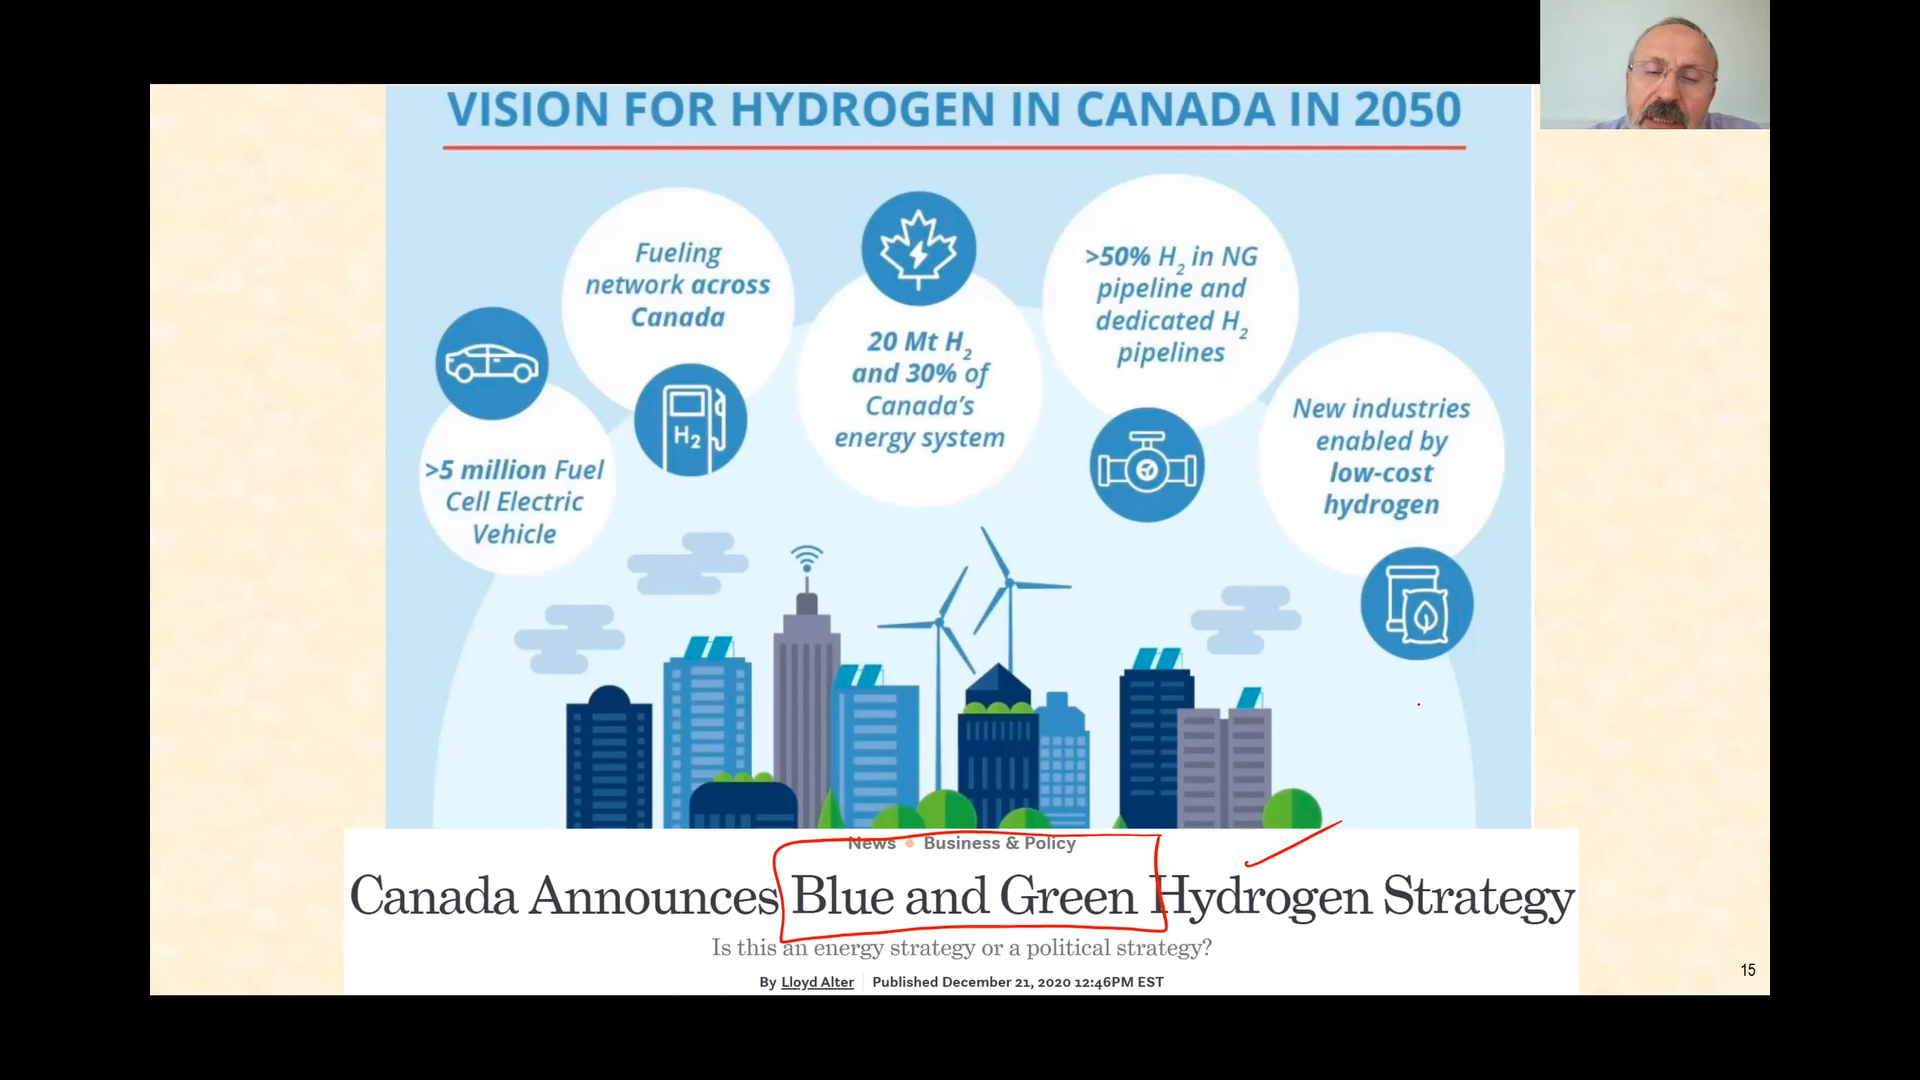 VISION FOR HYDROGEN IN CANADA IN 2050
>5 million Fuel
Cell Electric
Vehicle
Fueling
network across
Canada
H2
20 Mt H2
and 30% of
Canada's
energy system
>50% H2 in NG
pipeline and
dedicated H2
pipelines
New industries
enabled by
low-cost
hydrogen
News • Business & Policy
Canada Announces Blue and Green Hydrogen Strategy
Is this an energy strategy or a political strategy?
By Lloyd Alter Published December 21, 2020 12:46PM EST
15